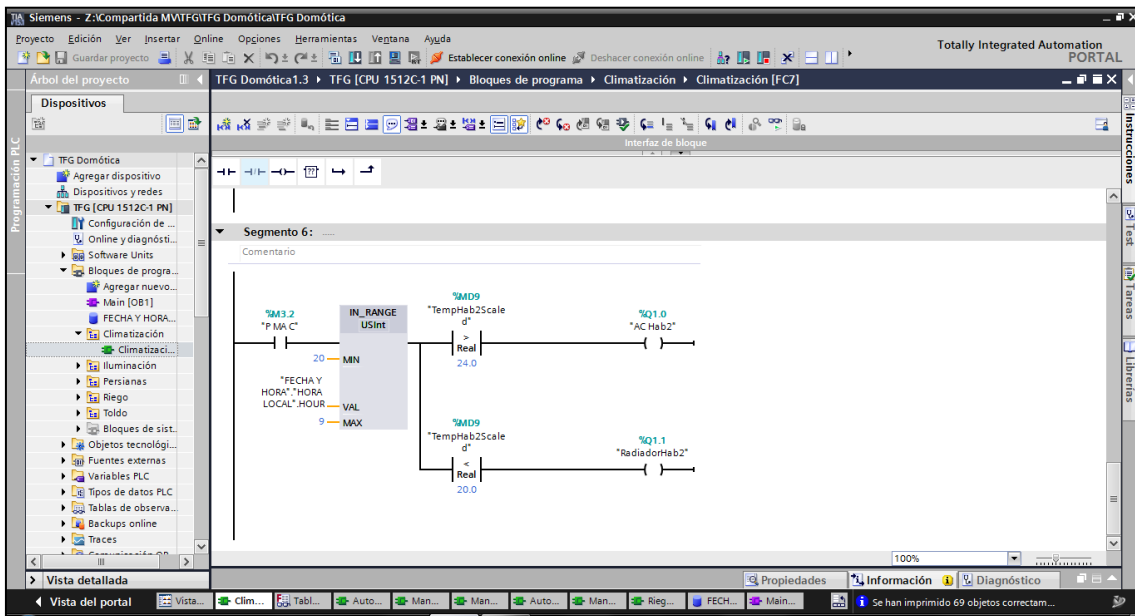 Siemens - Z:\Compartida MV\TFG\TFG Domótica\TFG Domótica
Proyecto Edición Ver Insertar Online Opciones Herramientas Ventana Ayuda
Guardar proyecto Establecer conexión online Deshacer conexión online
Totally Integrated Automation
PORTAL
Árbol del proyecto
TFG Domótica1.3 TFG [CPU 1512C-1 PN] Bloques de programa Climatización Climatización [FC7]
Dispositivos
Interfaz de bloque
Programación PLC
TFG Domótica
Agregar dispositivo
Dispositivos y redes
TFG [CPU 1512C-1 PN]
Configuración de ...
Online y diagnósti...
Software Units
Bloques de progra...
Agregar nuevo...
Main [OB1]
FECHA Y HORA...
Climatización
Climatizaci...
Iluminación
Persianas
Riego
Toldo
Bloques de sist...
Objetos tecnológi...
Fuentes externas
Variables PLC
Tipos de datos PLC
Tablas de observa...
Backups online
Traces
Vista detallada
Segmento 6: .....
Comentario
%M3.2
"P MA C"
IN_RANGE
USInt
20 MIN
"FECHA Y
HORA"."HORA
LOCAL".HOUR VAL
9 MAX
%MD9
"TempHab2Scale
d"
>
Real
24.0
%Q1.0
"AC Hab2"
%MD9
"TempHab2Scale
d"
<
Real
20.0
%Q1.1
"RadiadorHab2"
100%
Propiedades Información Diagnóstico
Instrucciones
Test
Tareas
Librerías
Vista del portal Vista... Clim... Tabl... Auto... Man... Man... Auto... Man... Rieg... FECH... Main... Se han imprimido 69 objetos correctam...